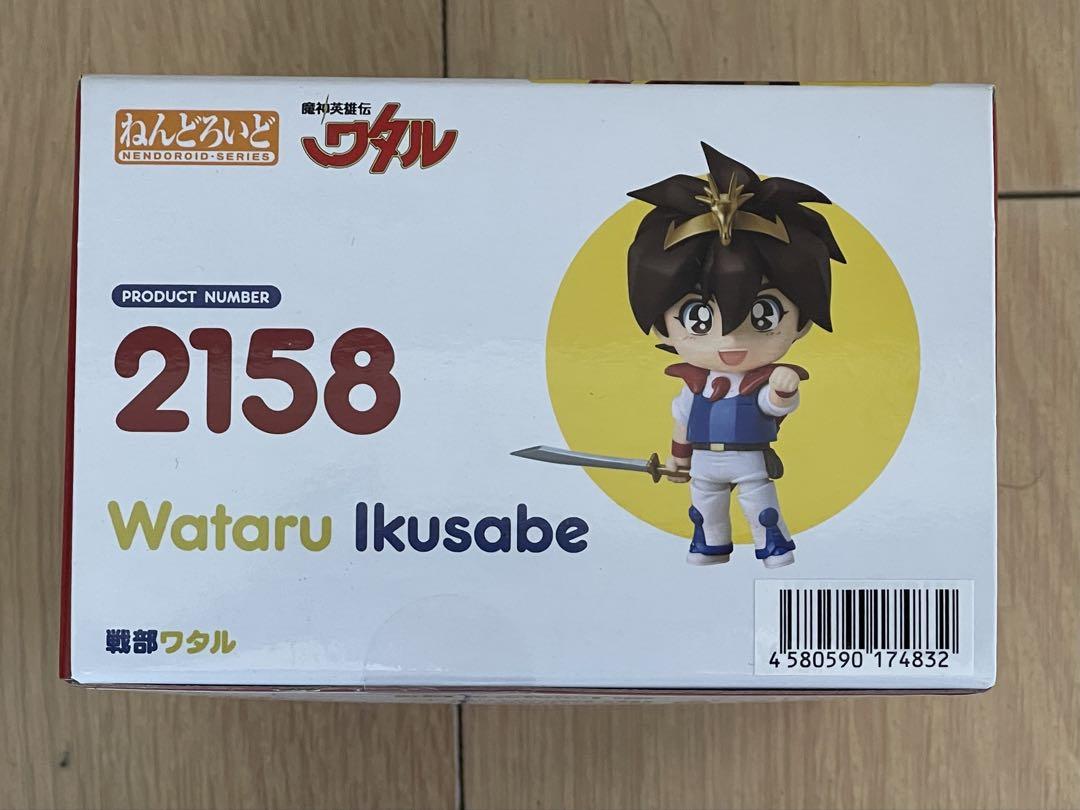 ねんどろいど
NENDOROID·SERIES
魔神英雄伝
ワタル
PRODUCT NUMBER
2158
Wataru Ikusabe
戦部ワタル
4 580590 174832